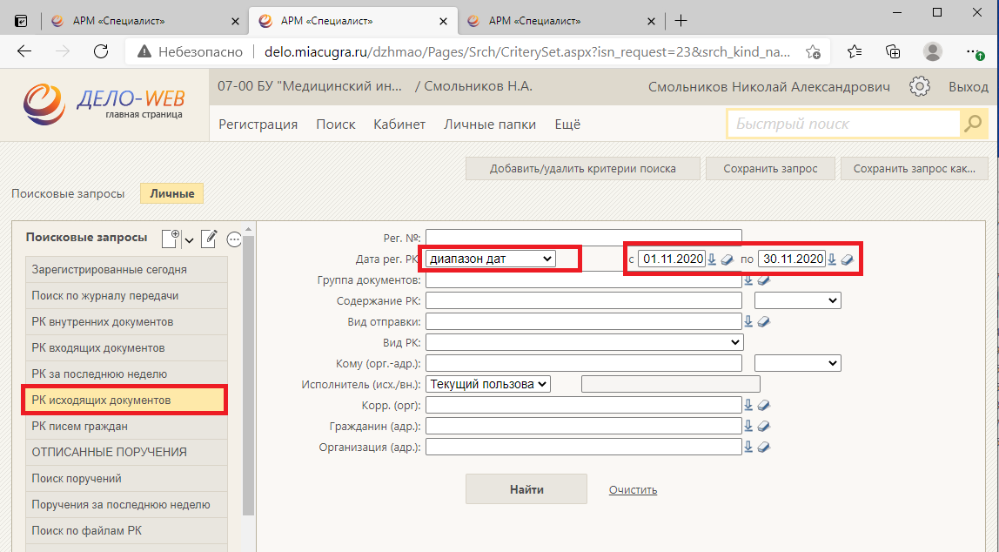 АРМ «Специалист»
АРМ «Специалист»
АРМ «Специалист»
Небезопасно
delo.miacugra.ru/dzhmao/Pages/Srch/CriterySet.aspx?isn_request=23&srch_kind_na...
ДЕЛО-WEB
главная страница
07-00 БУ "Медицинский ин... / Смольников Н.А.
Смольников Николай Александрович
Выход
Регистрация
Поиск
Кабинет
Личные папки
Ещё
Быстрый поиск
Добавить/удалить критерии поиска
Сохранить запрос
Сохранить запрос как...
Поисковые запросы
Личные
Поисковые запросы
Зарегистрированные сегодня
Поиск по журналу передачи
РК внутренних документов
РК входящих документов
РК за последнюю неделю
РК исходящих документов
РК писем граждан
ОТПИСАННЫЕ ПОРУЧЕНИЯ
Поиск поручений
Поручения за последнюю неделю
Поиск по файлам РК
Рег. №:
Дата рег. РК: диапазон дат с 01.11.2020 по 30.11.2020
Группа документов:
Содержание РК:
Вид отправки:
Вид РК:
Кому (орг.-адр.):
Исполнитель (исх./вн.): Текущий пользова
Корр. (орг):
Гражданин (адр.):
Организация (адр.):
Найти
Очистить